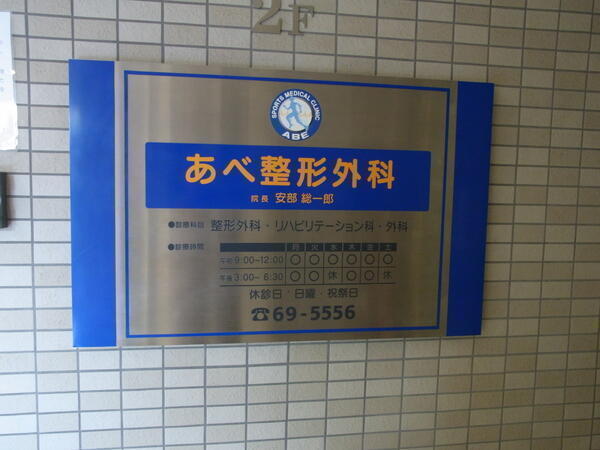 2F
SPORTS MEDICAL CLINIC
ABE
あべ整形外科
院長 安部 総一郎
●診療科目 整形外科・リハビリテーション科・外科
●診療時間 月 火 水 木 金 土
午前 9:00~12:00 〇 〇 〇 〇 〇 〇
午後 3:00~ 6:30 〇 〇 休 〇 〇 休
休診日 日曜・祝祭日
☎69-5556